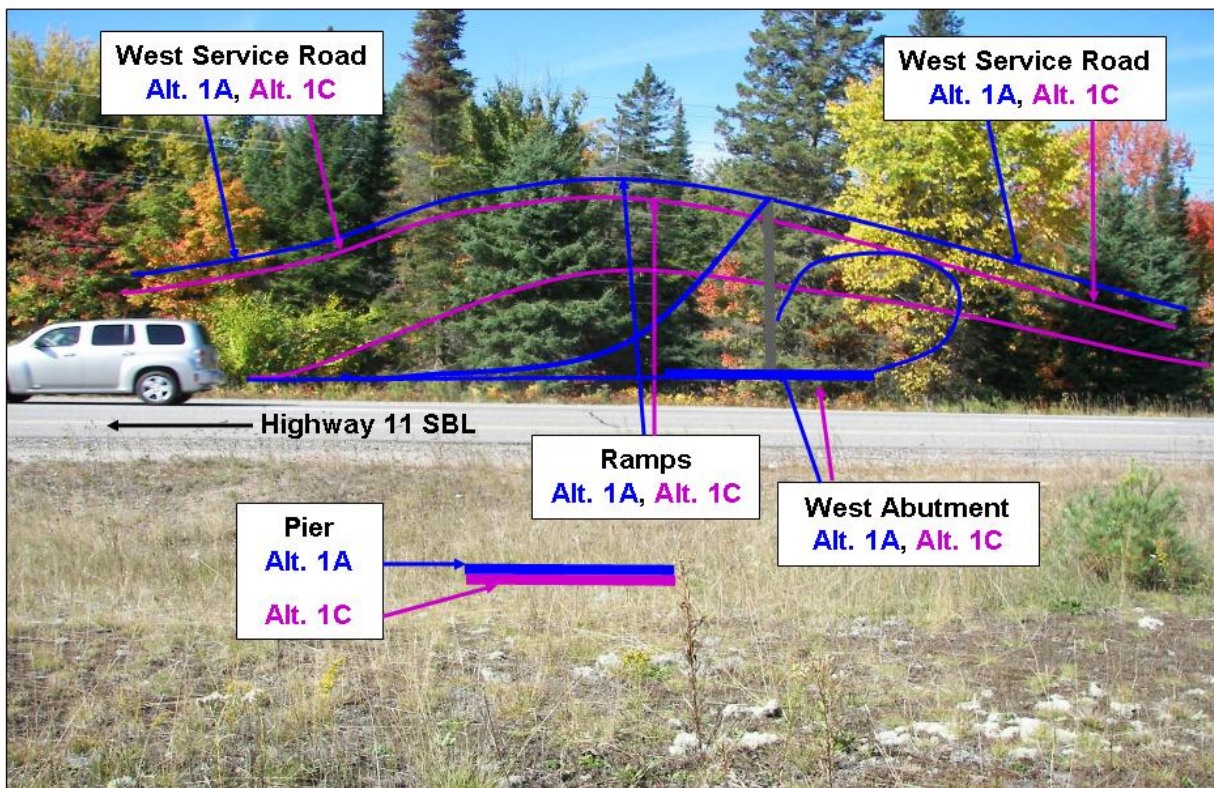 West Service Road
Alt. 1A, Alt. 1C
West Service Road
Alt. 1A, Alt. 1C
Highway 11 SBL
Ramps
Alt. 1A, Alt. 1C
West Abutment
Alt. 1A, Alt. 1C
Pier
Alt. 1A
Alt. 1C